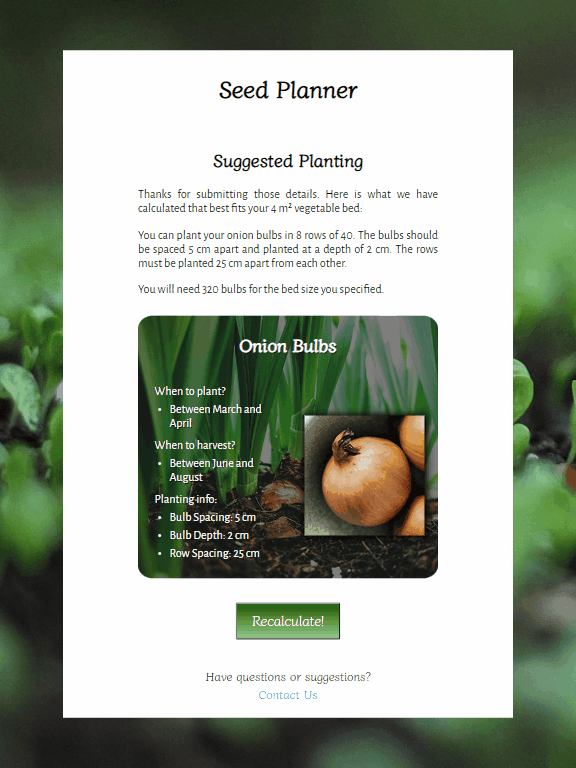 Seed Planner
Suggested Planting
Thanks for submitting those details. Here is what we have
calculated that best fits your 4 m² vegetable bed:
You can plant your onion bulbs in 8 rows of 40. The bulbs should
be spaced 5 cm apart and planted at a depth of 2 cm. The rows
must be planted 25 cm apart from each other.
You will need 320 bulbs for the bed size you specified.
Onion Bulbs
When to plant?
• Between March and
April
When to harvest?
• Between June and
August
Planting info:
• Bulb Spacing: 5 cm
• Bulb Depth: 2 cm
• Row Spacing: 25 cm
Recalculate!
Have questions or suggestions?
Contact Us